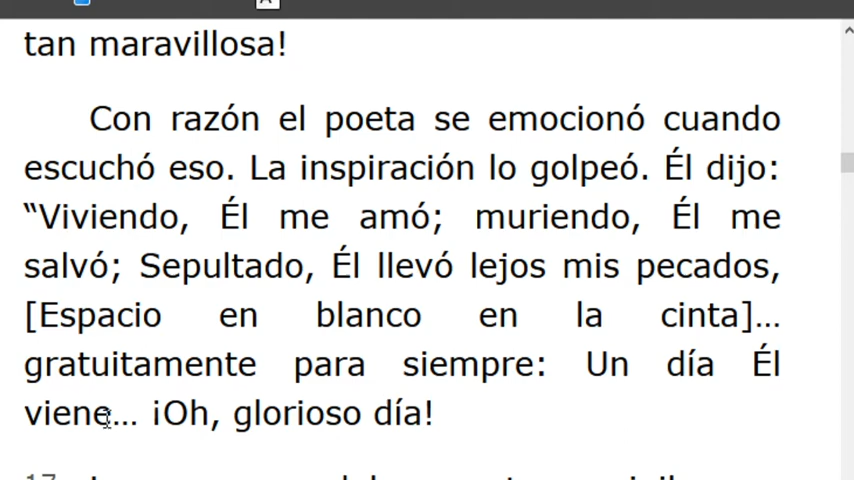 tan maravillosa!
Con razón el poeta se emocionó cuando
escuchó eso. La inspiración lo golpeó. Él dijo:
“Viviendo, Él me amó; muriendo, Él me
salvó; Sepultado, Él llevó lejos mis pecados,
[Espacio en blanco en la cinta]…
gratuitamente para siempre: Un día Él
viene… ¡Oh, glorioso día!